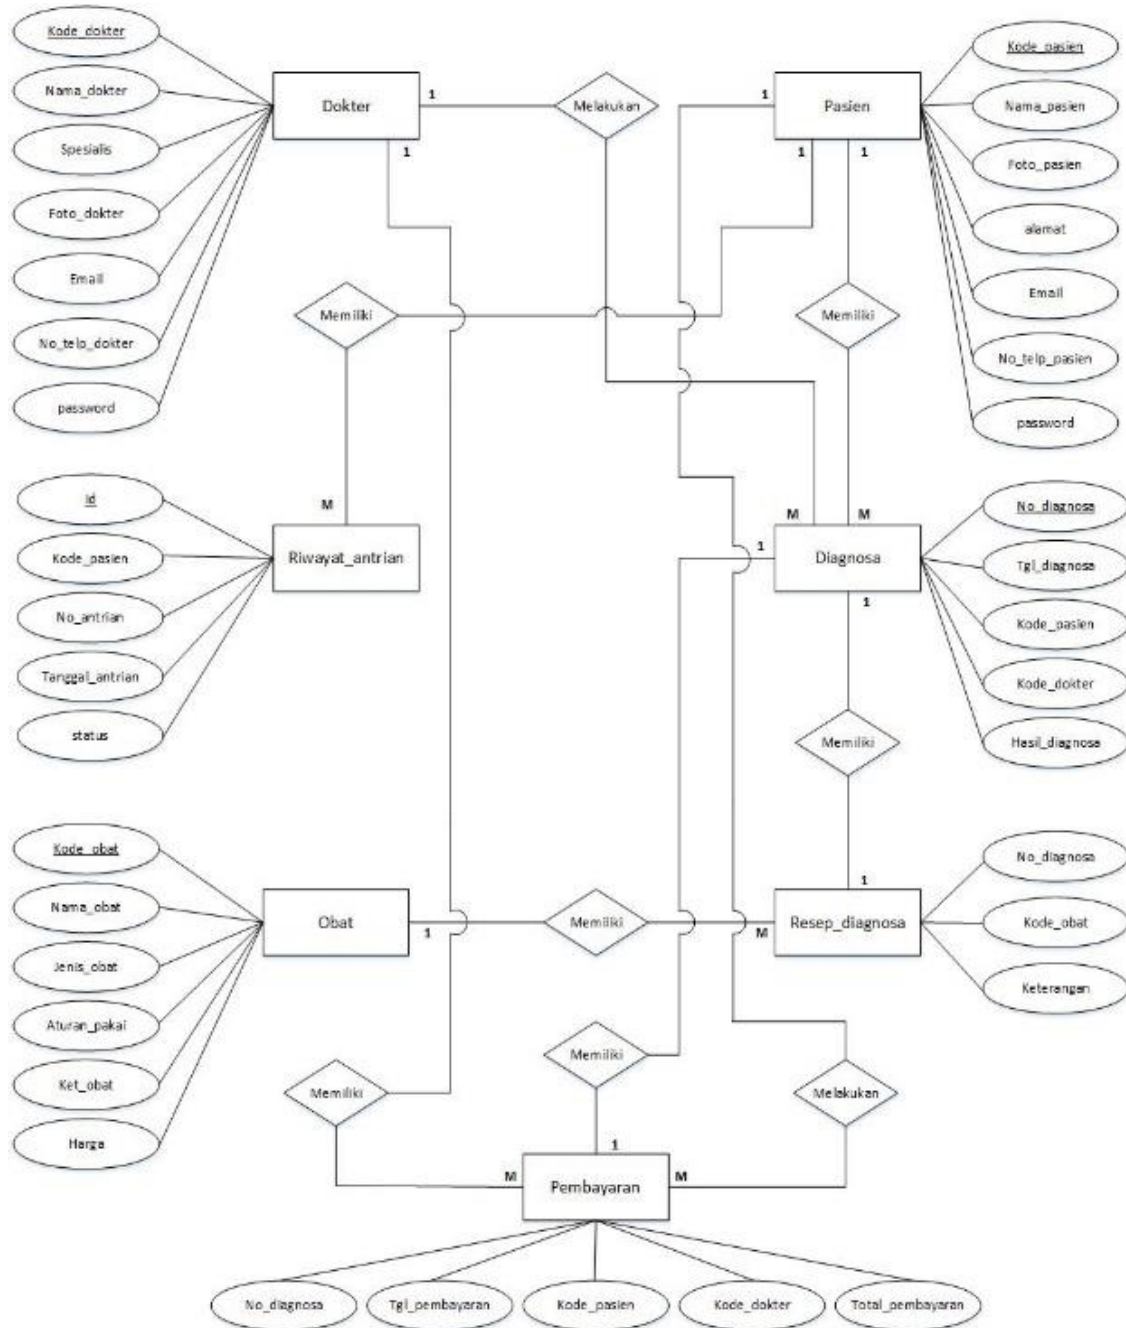 Kode_dokter
Nama_dokter
Spesialis
Foto_dokter
Email
No_telp_dokter
password
Dokter
1
1
Melakukan
Pasien
1
1
1
Kode_pasien
Nama_pasien
Foto_pasien
alamat
Email
No_telp_pasien
password
Memiliki
Memiliki
Id
Kode_pasien
No_antrian
Tanggal_antrian
status
M
Riwayat_antrian
M
M
1
Diagnosa
1
No_diagnosa
Tgl_diagnosa
Kode_pasien
Kode_dokter
Hasil_diagnosa
Memiliki
Kode_obat
Nama_obat
Jenis_obat
Aturan_pakai
Ket_obat
Harga
Obat
1
Memiliki
1
M
Resep_diagnosa
No_diagnosa
Kode_obat
Keterangan
Memiliki
Memiliki
Melakukan
M
1
M
Pembayaran
No_diagnosa
Tgl_pembayaran
Kode_pasien
Kode_dokter
Total_pembayaran